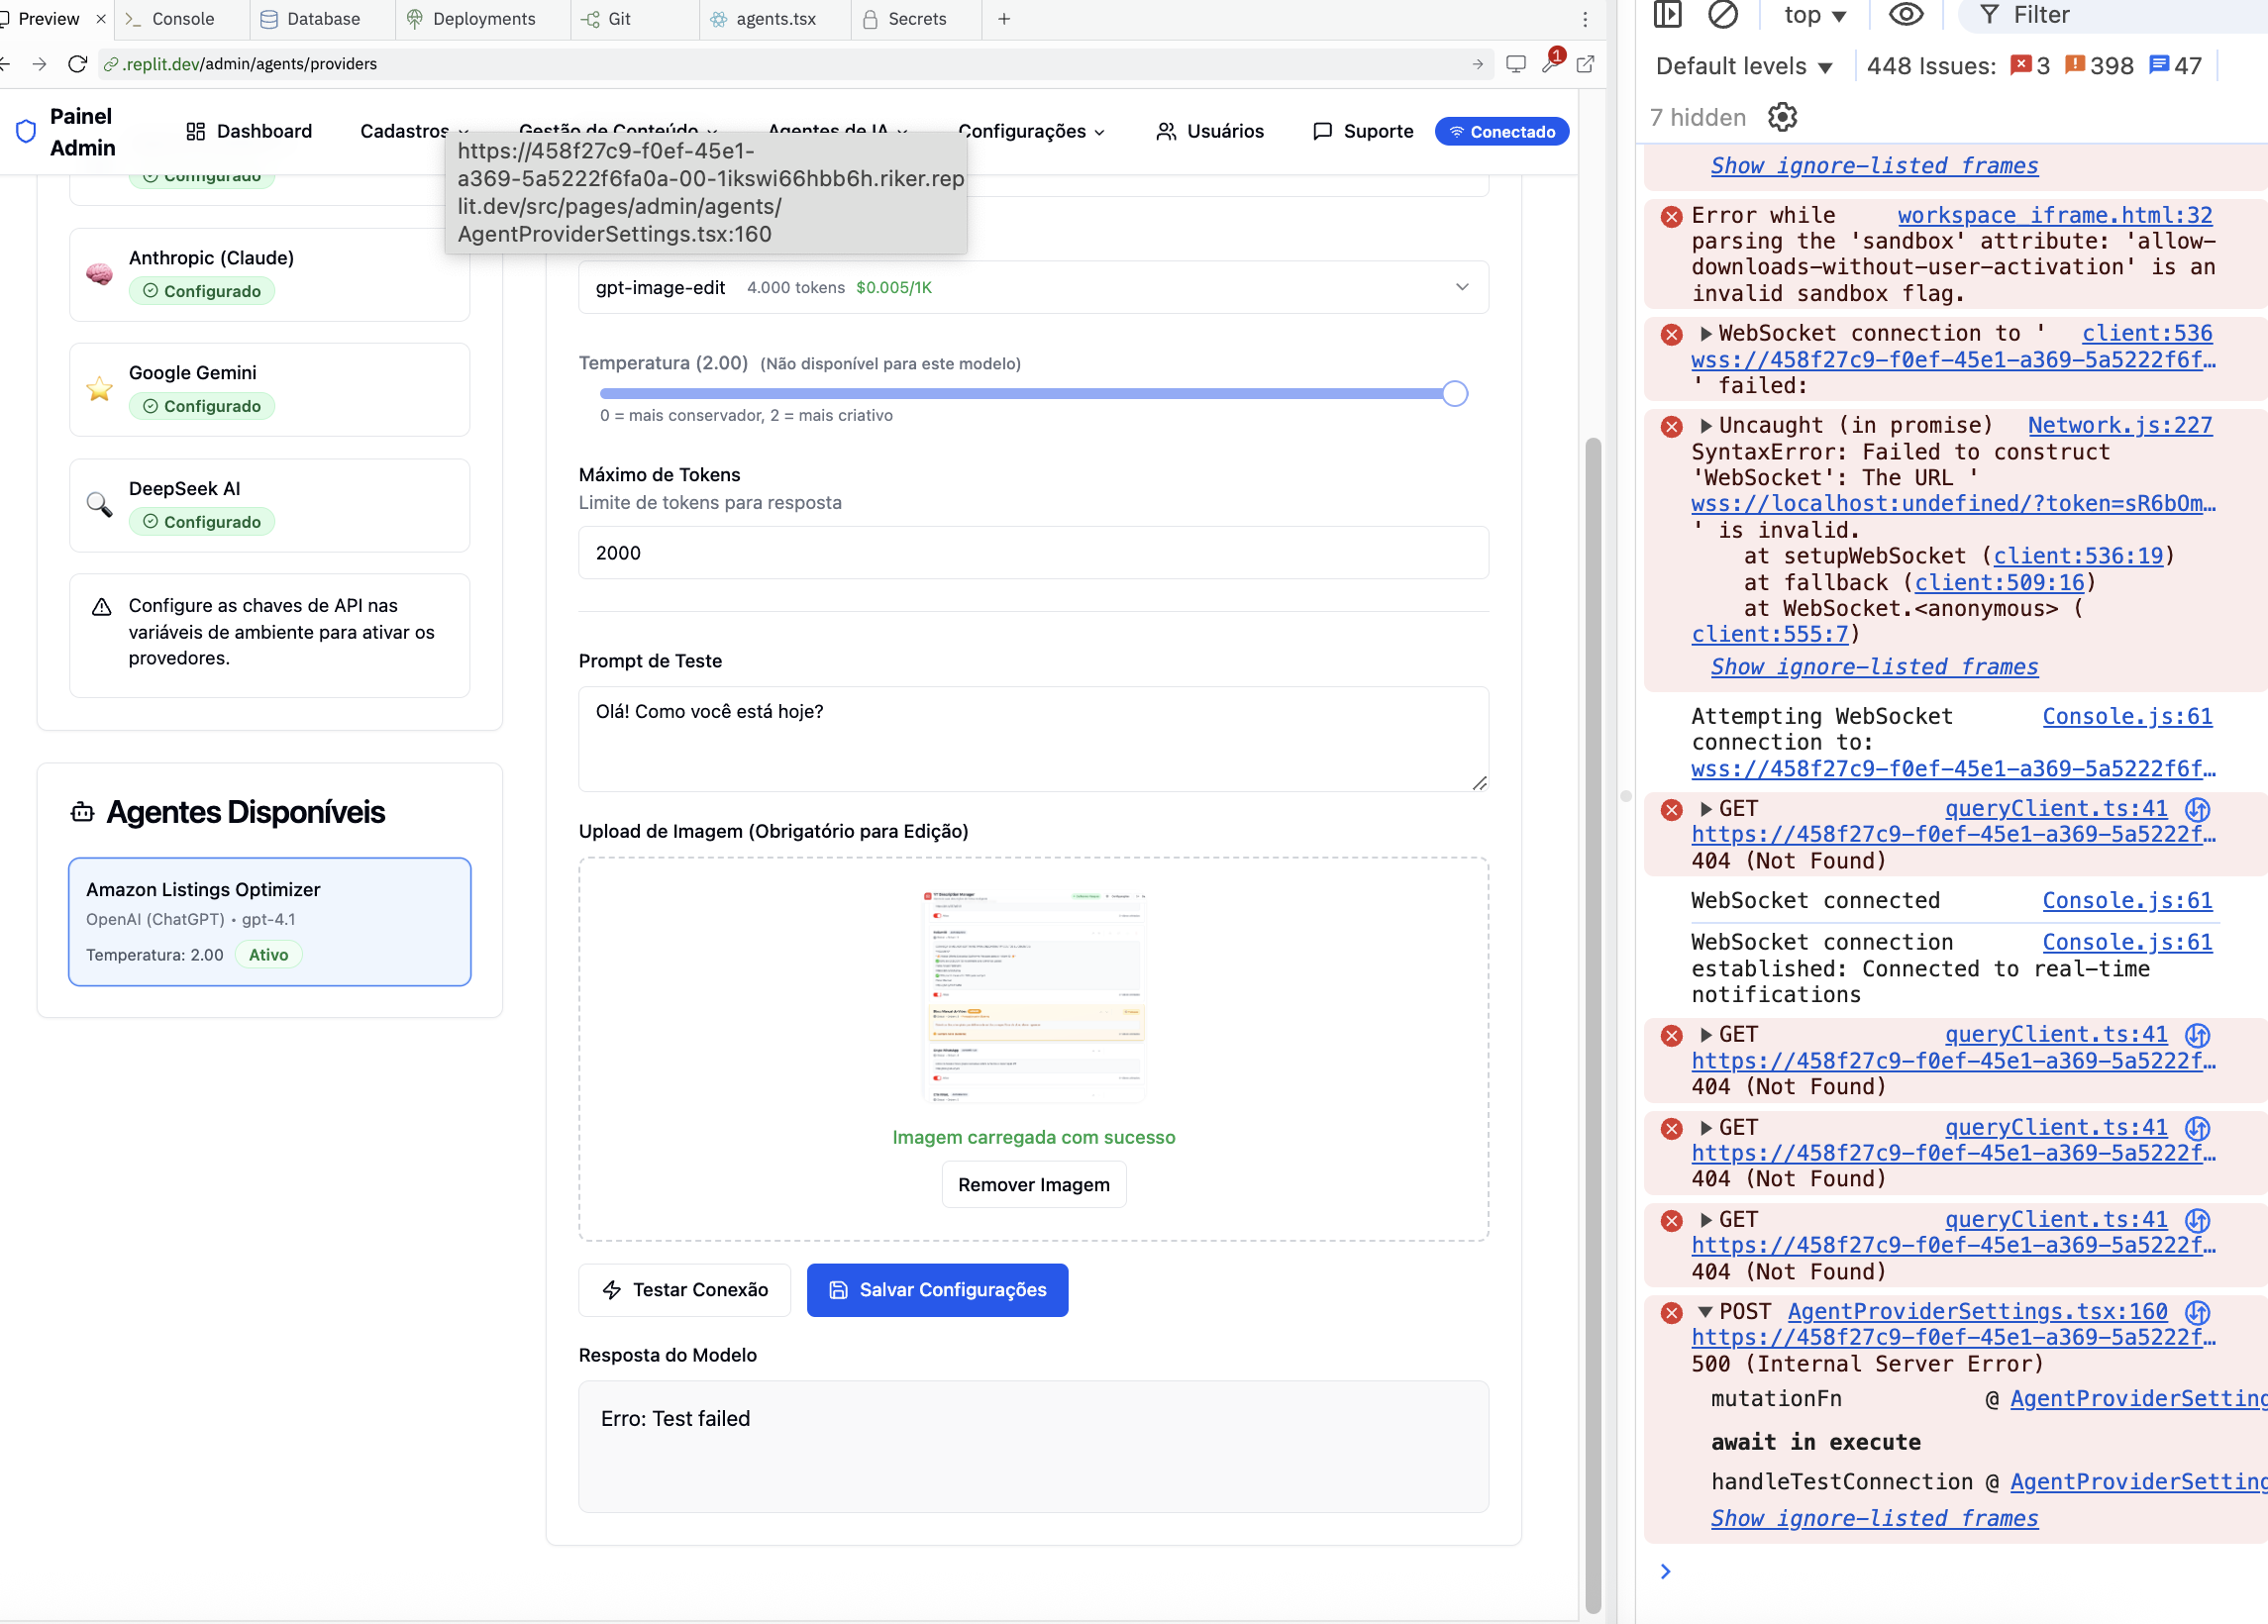 Preview
Console
Database
Deployments
Git
agents.tsx
Secrets
.replit.dev/admin/agents/providers
1
Painel
Admin
Dashboard
Cadastros
Gestão de Conteúdo
Agentes de IA
Configurações
Usuários
Suporte
Conectado
https://458f27c9-f0ef-45e1-
a369-5a5222f6fa0a-00-1ikswi66hbb6h.riker.rep
lit.dev/src/pages/admin/agents/
AgentProviderSettings.tsx:160
Configurado
Anthropic (Claude)
Configurado
Google Gemini
Configurado
DeepSeek AI
Configurado
Configure as chaves de API nas
variáveis de ambiente para ativar os
provedores.
Agentes Disponíveis
Amazon Listings Optimizer
OpenAI (ChatGPT) • gpt-4.1
Temperatura: 2.00 Ativo
gpt-image-edit 4.000 tokens $0.005/1K
Temperatura (2.00) (Não disponível para este modelo)
0 = mais conservador, 2 = mais criativo
Máximo de Tokens
Limite de tokens para resposta
2000
Prompt de Teste
Olá! Como você está hoje?
Upload de Imagem (Obrigatório para Edição)
Imagem carregada com sucesso
Remover Imagem
Testar Conexão
Salvar Configurações
Resposta do Modelo
Erro: Test failed
top
Filter
Default levels
448 Issues: 3 398 47
7 hidden
Show ignore-listed frames
Error while workspace_iframe.html:32
parsing the 'sandbox' attribute: 'allow-
downloads-without-user-activation' is an
invalid sandbox flag.
WebSocket connection to ' client:536
wss://458f27c9-f0ef-45e1-a369-5a5222f6f…
' failed:
Uncaught (in promise) Network.js:227
SyntaxError: Failed to construct
'WebSocket': The URL '
wss://localhost:undefined/?token=sR6bOm…
' is invalid.
at setupWebSocket (client:536:19)
at fallback (client:509:16)
at WebSocket.<anonymous> (
client:555:7)
Show ignore-listed frames
Attempting WebSocket Console.js:61
connection to:
wss://458f27c9-f0ef-45e1-a369-5a5222f6f…
GET queryClient.ts:41
https://458f27c9-f0ef-45e1-a369-5a5222f…
404 (Not Found)
WebSocket connected Console.js:61
WebSocket connection Console.js:61
established: Connected to real-time
notifications
GET queryClient.ts:41
https://458f27c9-f0ef-45e1-a369-5a5222f…
404 (Not Found)
GET queryClient.ts:41
https://458f27c9-f0ef-45e1-a369-5a5222f…
404 (Not Found)
GET queryClient.ts:41
https://458f27c9-f0ef-45e1-a369-5a5222f…
404 (Not Found)
POST AgentProviderSettings.tsx:160
https://458f27c9-f0ef-45e1-a369-5a5222f…
500 (Internal Server Error)
mutationFn @ AgentProviderSetting
await in execute
handleTestConnection @ AgentProviderSetting
Show ignore-listed frames